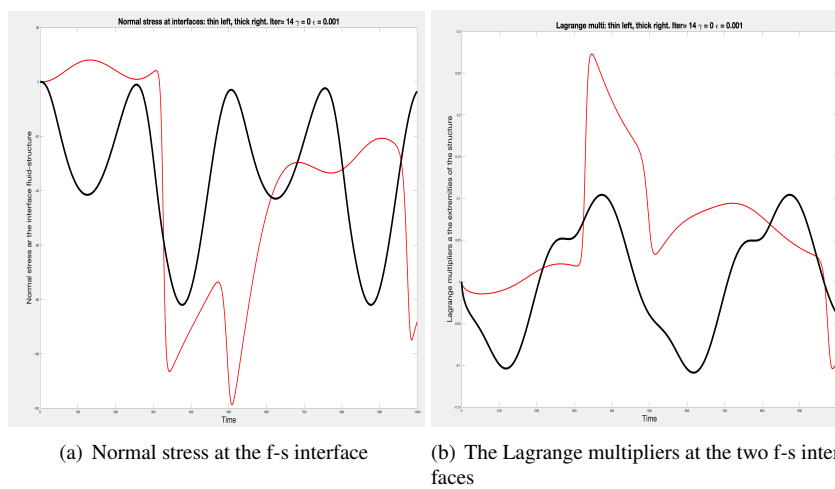 Normal stress at interfaces: thin left, thick right. Iter= 14 γ = 0 ϵ = 0.001
Normal stress ar the interface fluid-structure
Time
(a) Normal stress at the f-s interface
Lagrange multi: thin left, thick right. Iter= 14 γ = 0 ϵ = 0.001
Lagrange multipliers a the extremities of the structure
Time
(b) The Lagrange multipliers at the two f-s inter
faces